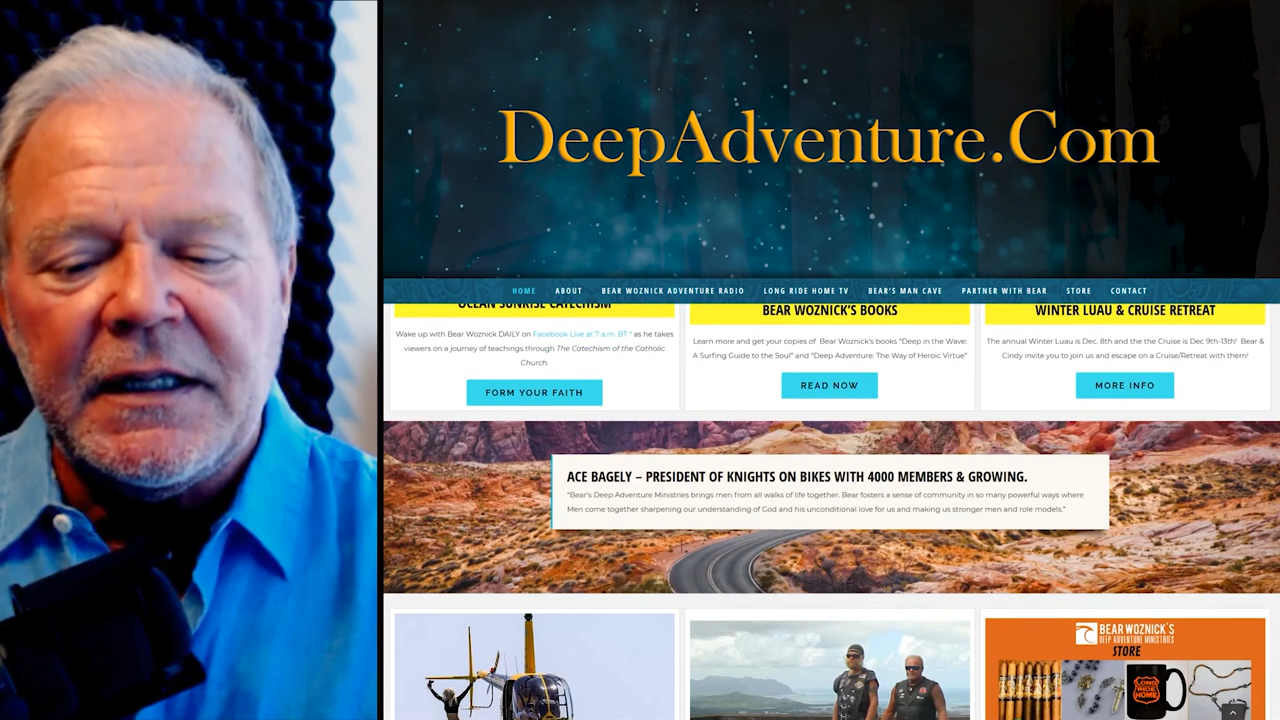 DeepAdventure.Com
HOME ABOUT BEAR WOZNICK ADVENTURE RADIO LONG RIDE HOME TV BEAR'S MAN CAVE PARTNER WITH BEAR STORE CONTACT
OCEAN SUNRISE CATECHISM
Wake up with Bear Woznick DAILY on Facebook Live at 7 a.m. BT * as he takes
viewers on a journey of teachings through The Catechism of the Catholic
Church.
FORM YOUR FAITH
BEAR WOZNICK'S BOOKS
Learn more and get your copies of Bear Woznick's books "Deep in the Wave:
A Surfing Guide to the Soul" and "Deep Adventure: The Way of Heroic Virtue"
READ NOW
WINTER LUAU & CRUISE RETREAT
The annual Winter Luau is Dec. 8th and the the Cruise is Dec 9th-13th! Bear &
Cindy invite you to join us and escape on a Cruise/Retreat with them!
MORE INFO
ACE BAGELY – PRESIDENT OF KNIGHTS ON BIKES WITH 4000 MEMBERS & GROWING.
"Bear's Deep Adventure Ministries brings men from all walks of life together. Bear fosters a sense of community in so many powerful ways where
Men come together sharpening our understanding of God and his unconditional love for us and making us stronger men and role models."
BEAR WOZNICK'S
DEEP ADVENTURE MINISTRIES
STORE
LONG
RIDE
HOME